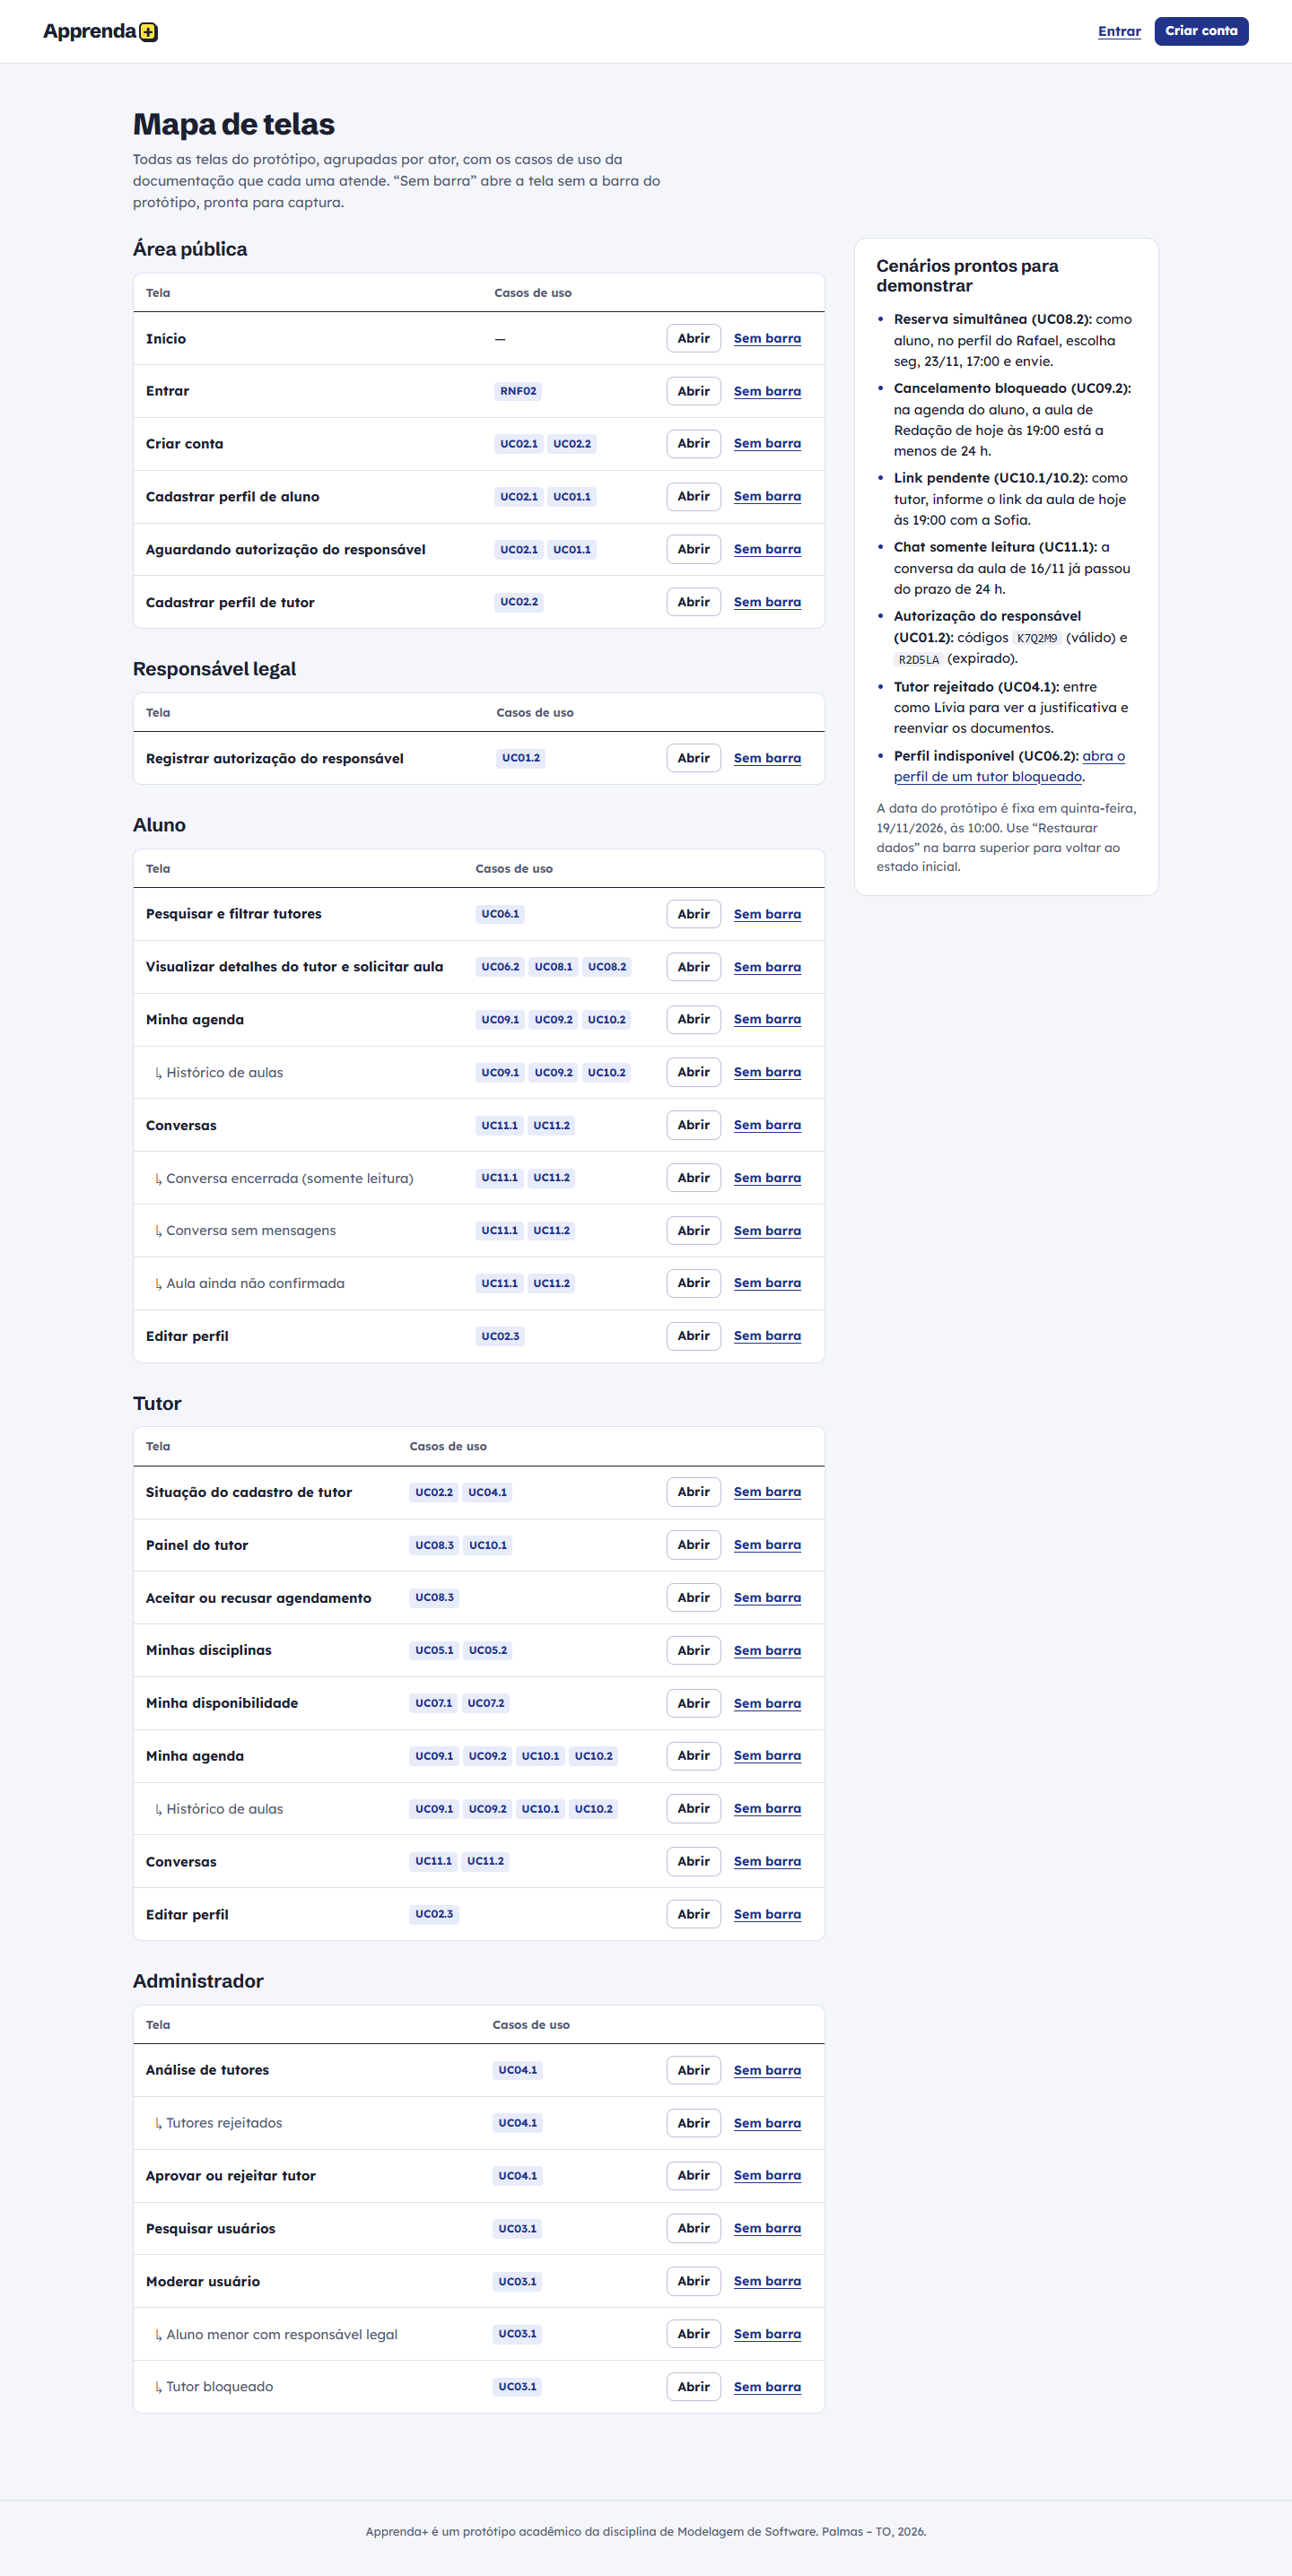 Apprenda+
Entrar Criar conta
Mapa de telas
Todas as telas do protótipo, agrupadas por ator, com os casos de uso da
documentação que cada uma atende. “Sem barra” abre a tela sem a barra do
protótipo, pronta para captura.
Área pública
Tela Casos de uso
Início — Abrir Sem barra
Entrar RNF02 Abrir Sem barra
Criar conta UC02.1 UC02.2 Abrir Sem barra
Cadastrar perfil de aluno UC02.1 UC01.1 Abrir Sem barra
Aguardando autorização do responsável UC02.1 UC01.1 Abrir Sem barra
Cadastrar perfil de tutor UC02.2 Abrir Sem barra
Responsável legal
Tela Casos de uso
Registrar autorização do responsável UC01.2 Abrir Sem barra
Aluno
Tela Casos de uso
Pesquisar e filtrar tutores UC06.1 Abrir Sem barra
Visualizar detalhes do tutor e solicitar aula UC06.2 UC08.1 UC08.2 Abrir Sem barra
Minha agenda UC09.1 UC09.2 UC10.2 Abrir Sem barra
↳ Histórico de aulas UC09.1 UC09.2 UC10.2 Abrir Sem barra
Conversas UC11.1 UC11.2 Abrir Sem barra
↳ Conversa encerrada (somente leitura) UC11.1 UC11.2 Abrir Sem barra
↳ Conversa sem mensagens UC11.1 UC11.2 Abrir Sem barra
↳ Aula ainda não confirmada UC11.1 UC11.2 Abrir Sem barra
Editar perfil UC02.3 Abrir Sem barra
Tutor
Tela Casos de uso
Situação do cadastro de tutor UC02.2 UC04.1 Abrir Sem barra
Painel do tutor UC08.3 UC10.1 Abrir Sem barra
Aceitar ou recusar agendamento UC08.3 Abrir Sem barra
Minhas disciplinas UC05.1 UC05.2 Abrir Sem barra
Minha disponibilidade UC07.1 UC07.2 Abrir Sem barra
Minha agenda UC09.1 UC09.2 UC10.1 UC10.2 Abrir Sem barra
↳ Histórico de aulas UC09.1 UC09.2 UC10.1 UC10.2 Abrir Sem barra
Conversas UC11.1 UC11.2 Abrir Sem barra
Editar perfil UC02.3 Abrir Sem barra
Administrador
Tela Casos de uso
Análise de tutores UC04.1 Abrir Sem barra
↳ Tutores rejeitados UC04.1 Abrir Sem barra
Aprovar ou rejeitar tutor UC04.1 Abrir Sem barra
Pesquisar usuários UC03.1 Abrir Sem barra
Moderar usuário UC03.1 Abrir Sem barra
↳ Aluno menor com responsável legal UC03.1 Abrir Sem barra
↳ Tutor bloqueado UC03.1 Abrir Sem barra
Cenários prontos para
demonstrar
• Reserva simultânea (UC08.2): como
aluno, no perfil do Rafael, escolha
seg, 23/11, 17:00 e envie.
• Cancelamento bloqueado (UC09.2):
na agenda do aluno, a aula de
Redação de hoje às 19:00 está a
menos de 24 h.
• Link pendente (UC10.1/10.2): como
tutor, informe o link da aula de hoje
às 19:00 com a Sofia.
• Chat somente leitura (UC11.1): a
conversa da aula de 16/11 já passou
do prazo de 24 h.
• Autorização do responsável
(UC01.2): códigos K7Q2M9 (válido) e
R2D5LA (expirado).
• Tutor rejeitado (UC04.1): entre
como Lívia para ver a justificativa e
reenviar os documentos.
• Perfil indisponível (UC06.2): abra o
perfil de um tutor bloqueado.
A data do protótipo é fixa em quinta-feira,
19/11/2026, às 10:00. Use “Restaurar
dados” na barra superior para voltar ao
estado inicial.
Apprenda+ é um protótipo acadêmico da disciplina de Modelagem de Software. Palmas – TO, 2026.